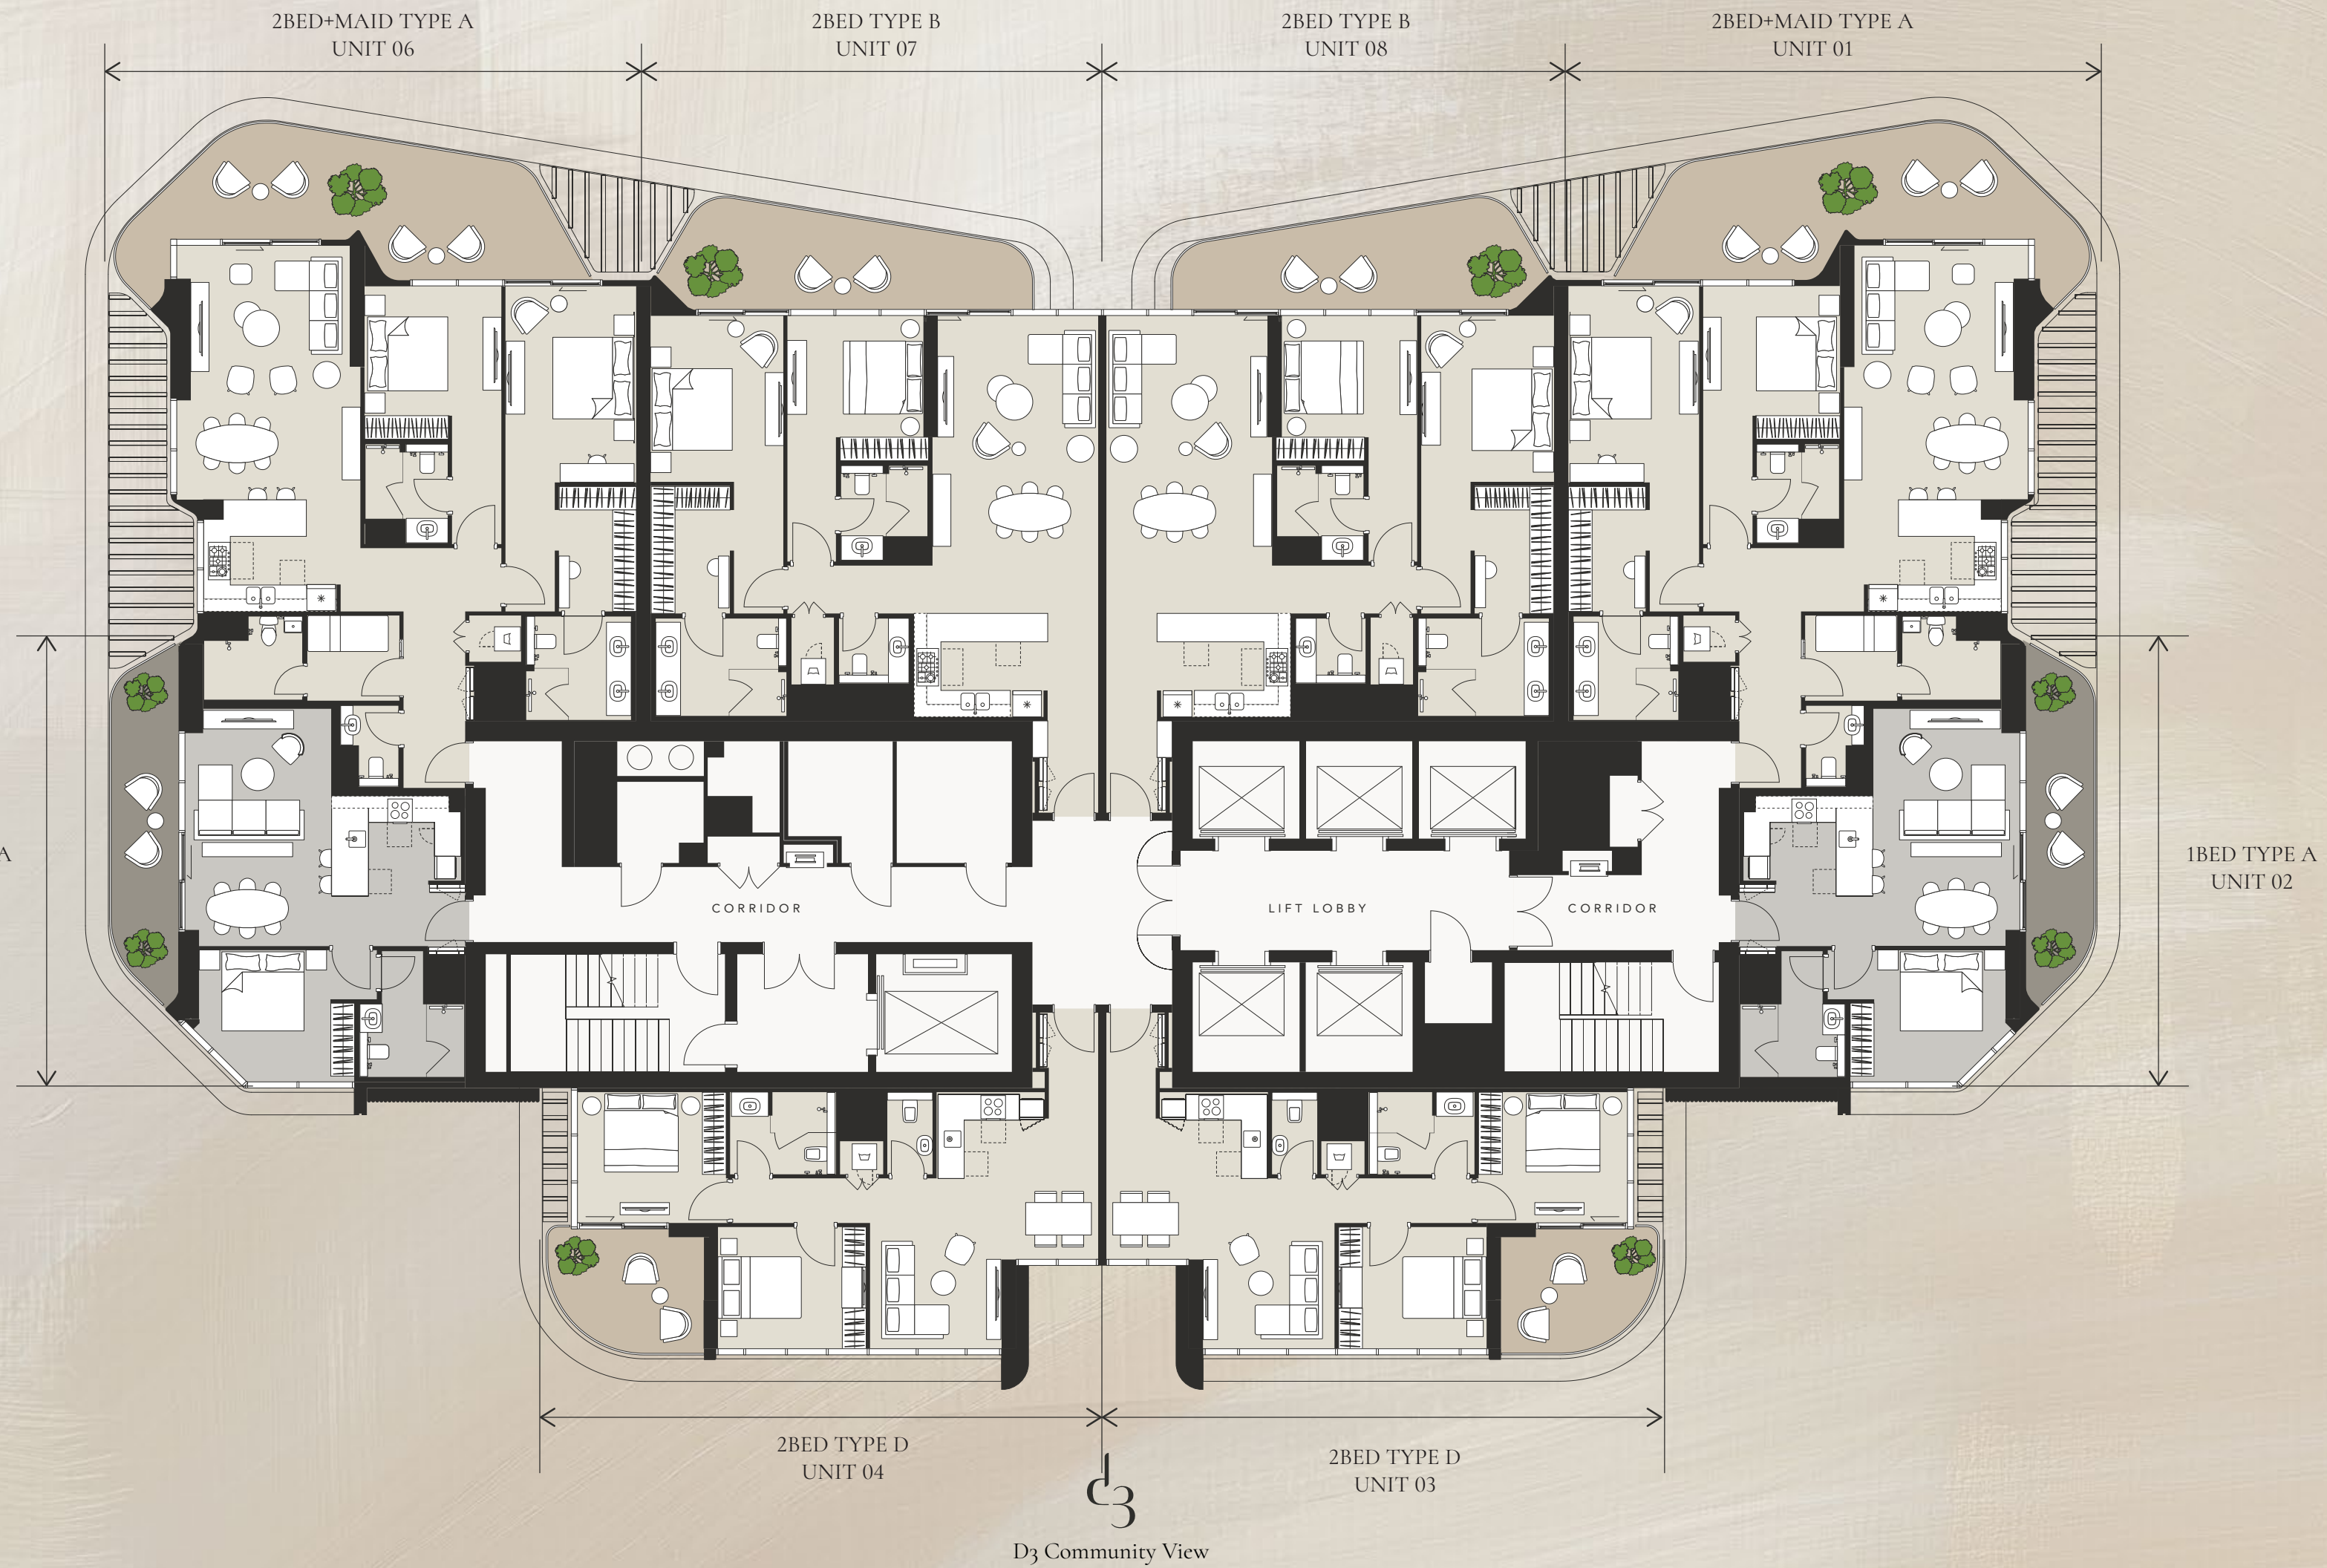 2BED+MAID TYPE A
UNIT 06
2BED TYPE B
UNIT 07
2BED TYPE B
UNIT 08
2BED+MAID TYPE A
UNIT 01
A
1BED TYPE A
UNIT 02
CORRIDOR
LIFT LOBBY
CORRIDOR
2BED TYPE D
UNIT 04
2BED TYPE D
UNIT 03
d3
D3 Community View